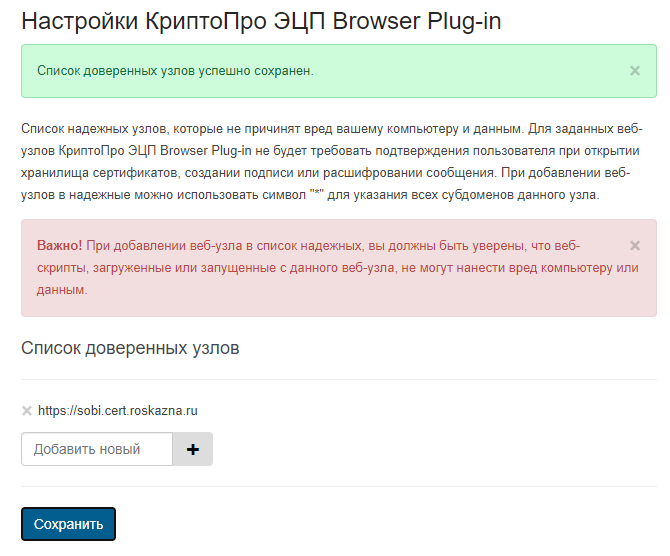 Настройки КриптоПро ЭЦП Browser Plug-in
Список доверенных узлов успешно сохранен.
Список надежных узлов, которые не причинят вред вашему компьютеру и данным. Для заданных веб-
узлов КриптоПро ЭЦП Browser Plug-in не будет требовать подтверждения пользователя при открытии
хранилища сертификатов, создании подписи или расшифровании сообщения. При добавлении веб-
узлов в надежные можно использовать символ "*" для указания всех субдоменов данного узла.
Важно! При добавлении веб-узла в список надежных, вы должны быть уверены, что веб-
скрипты, загруженные или запущенные с данного веб-узла, не могут нанести вред компьютеру или
данным.
Список доверенных узлов
https://sobi.cert.roskazna.ru
Добавить новый
Сохранить